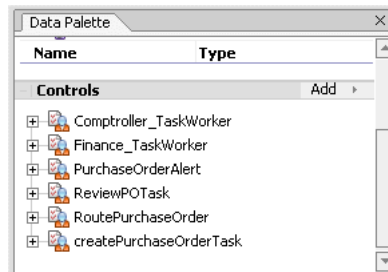 Data Palette
Name Type
Controls Add
Comptroller_TaskWorker
Finance_TaskWorker
PurchaseOrderAlert
ReviewPOTask
RoutePurchaseOrder
createPurchaseOrderTask